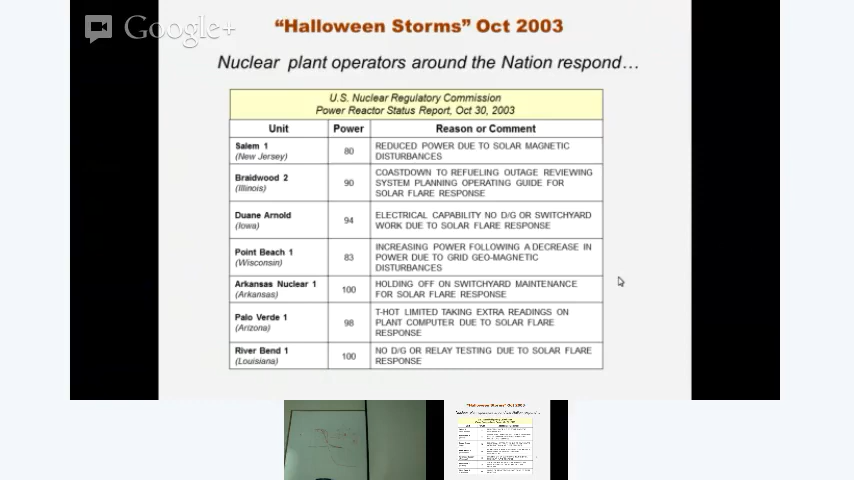 Google+
“Halloween Storms” Oct 2003
Nuclear plant operators around the Nation respond…
U.S. Nuclear Regulatory Commission
Power Reactor Status Report, Oct 30, 2003
Unit Power Reason or Comment
Salem 1
(New Jersey)
80
REDUCED POWER DUE TO SOLAR MAGNETIC
DISTURBANCES
Braidwood 2
(Illinois)
90
COASTDOWN TO REFUELING OUTAGE REVIEWING
SYSTEM PLANNING OPERATING GUIDE FOR
SOLAR FLARE RESPONSE
Duane Arnold
(Iowa)
94
ELECTRICAL CAPABILITY NO D/G OR SWITCHYARD
WORK DUE TO SOLAR FLARE RESPONSE
Point Beach 1
(Wisconsin)
83
INCREASING POWER FOLLOWING A DECREASE IN
POWER DUE TO GRID GEO-MAGNETIC
DISTURBANCES
Arkansas Nuclear 1
(Arkansas)
100
HOLDING OFF ON SWITCHYARD MAINTENANCE
FOR SOLAR FLARE RESPONSE
Palo Verde 1
(Arizona)
98
T-HOT LIMITED TAKING EXTRA READINGS ON
PLANT COMPUTER DUE TO SOLAR FLARE
RESPONSE
River Bend 1
(Louisiana)
100
NO D/G OR RELAY TESTING DUE TO SOLAR FLARE
RESPONSE
"Halloween Storms" Oct 2003